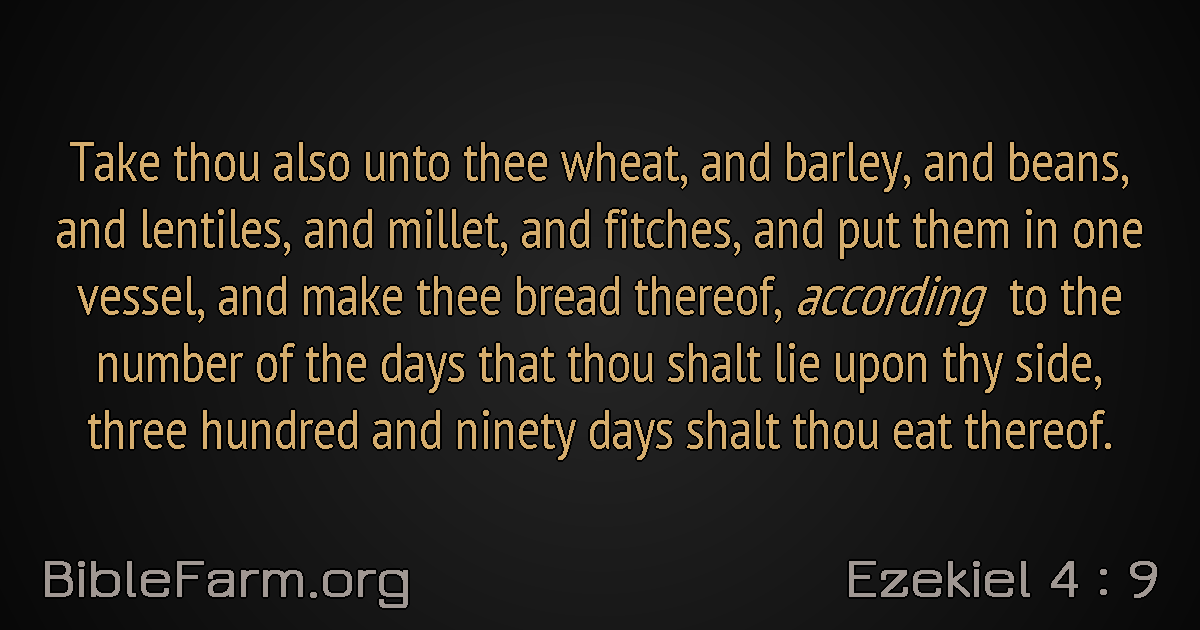 Take thou also unto thee wheat, and barley, and beans,
and lentiles, and millet, and fitches, and put them in one
vessel, and make thee bread thereof, according to the
number of the days that thou shalt lie upon thy side,
three hundred and ninety days shalt thou eat thereof.
BibleFarm.org
Ezekiel 4 : 9